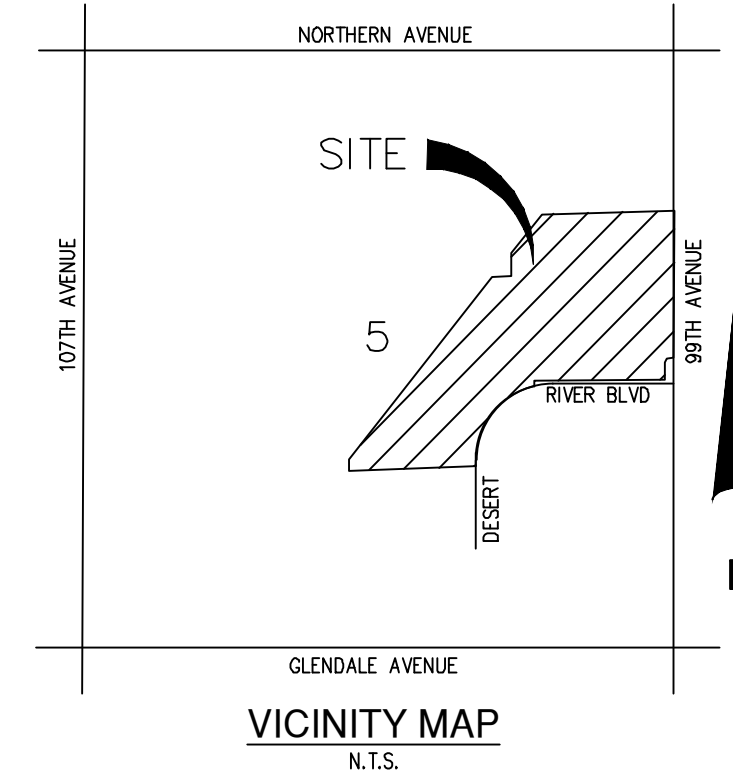 NORTHERN AVENUE
SITE
107TH AVENUE
99TH AVENUE
5
RIVER BLVD
DESERT
GLENDALE AVENUE
VICINITY MAP
N.T.S.